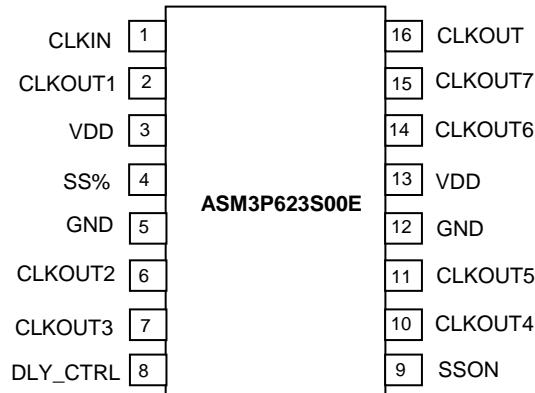 CLKIN 1 16 CLKOUT
CLKOUT1 2 15 CLKOUT7
VDD 3 14 CLKOUT6
SS% 4 13 VDD
ASM3P623S00E
GND 5 12 GND
CLKOUT2 6 11 CLKOUT5
CLKOUT3 7 10 CLKOUT4
DLY_CTRL 8 9 SSON